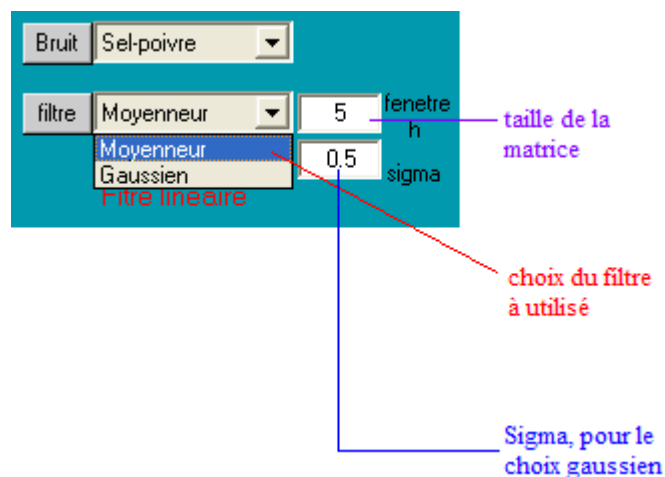 Bruit Sel-poivre
filtre Moyenneur 5 fenetre
h
Moyenneur 0.5
Gaussien sigma
Fitre lineaire
taille de la
matrice
choix du filtre
à utilisé
Sigma, pour le
choix gaussien